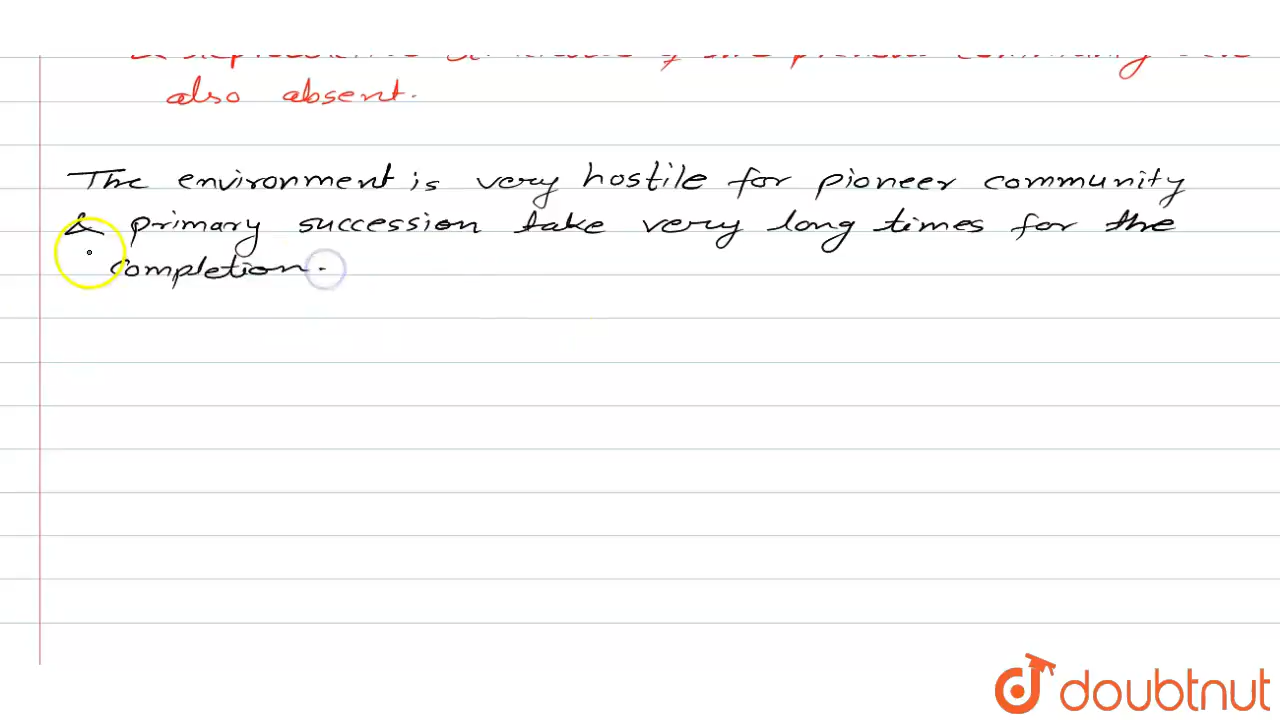 also absent.
The environment is very hostile for pioneer community
& primary succession take very long times for the
completion.
doubtnut